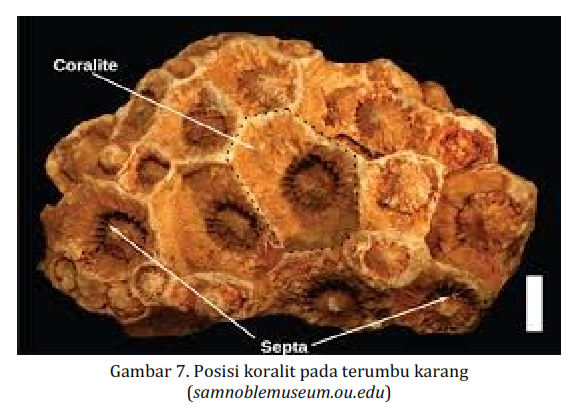 Coralite
Septa
Gambar 7. Posisi koralit pada terumbu karang
(samnoblemuseum.ou.edu)